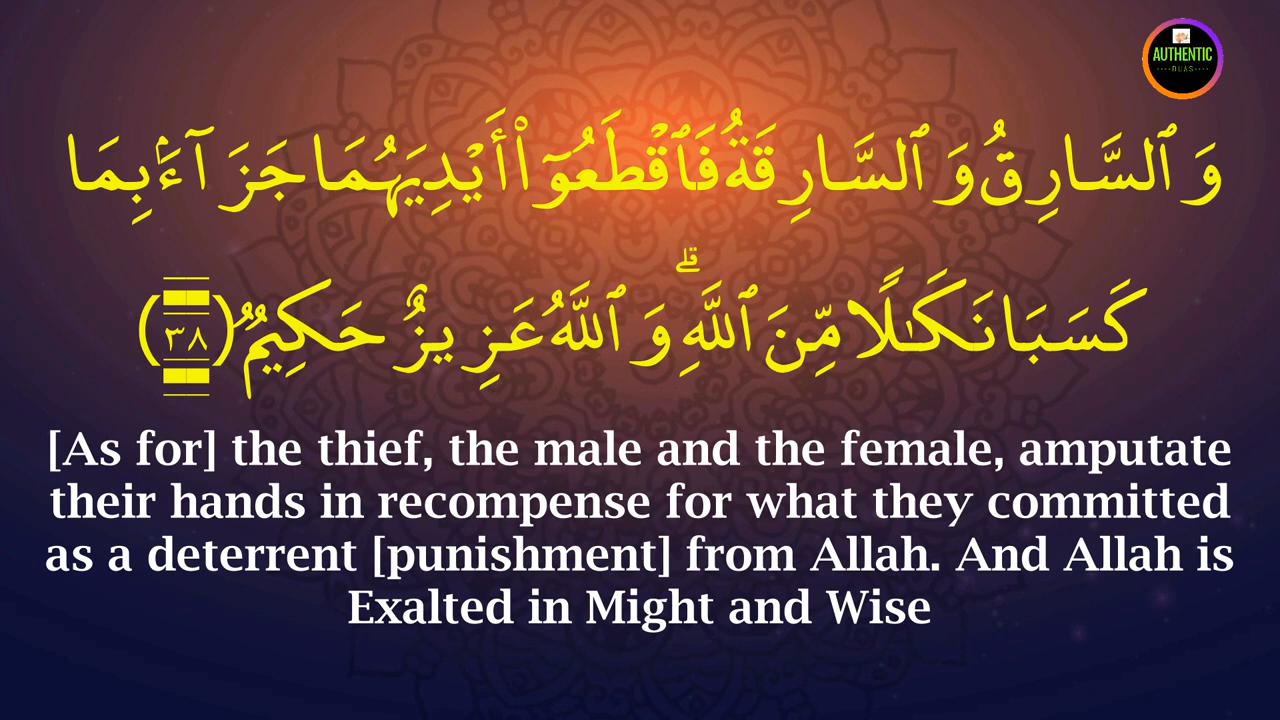 AUTHENTIC
DUAS
وَٱلسَّارِقُ وَٱلسَّارِقَةُ فَٱقْطَعُوٓا۟ أَيْدِيَهُمَا جَزَآءًۢ بِمَا
كَسَبَا نَكَـٰلًا مِّنَ ٱللَّهِ ۗ وَٱللَّهُ عَزِيزٌ حَكِيمٌ (٣٨)
[As for] the thief, the male and the female, amputate
their hands in recompense for what they committed
as a deterrent [punishment] from Allah. And Allah is
Exalted in Might and Wise